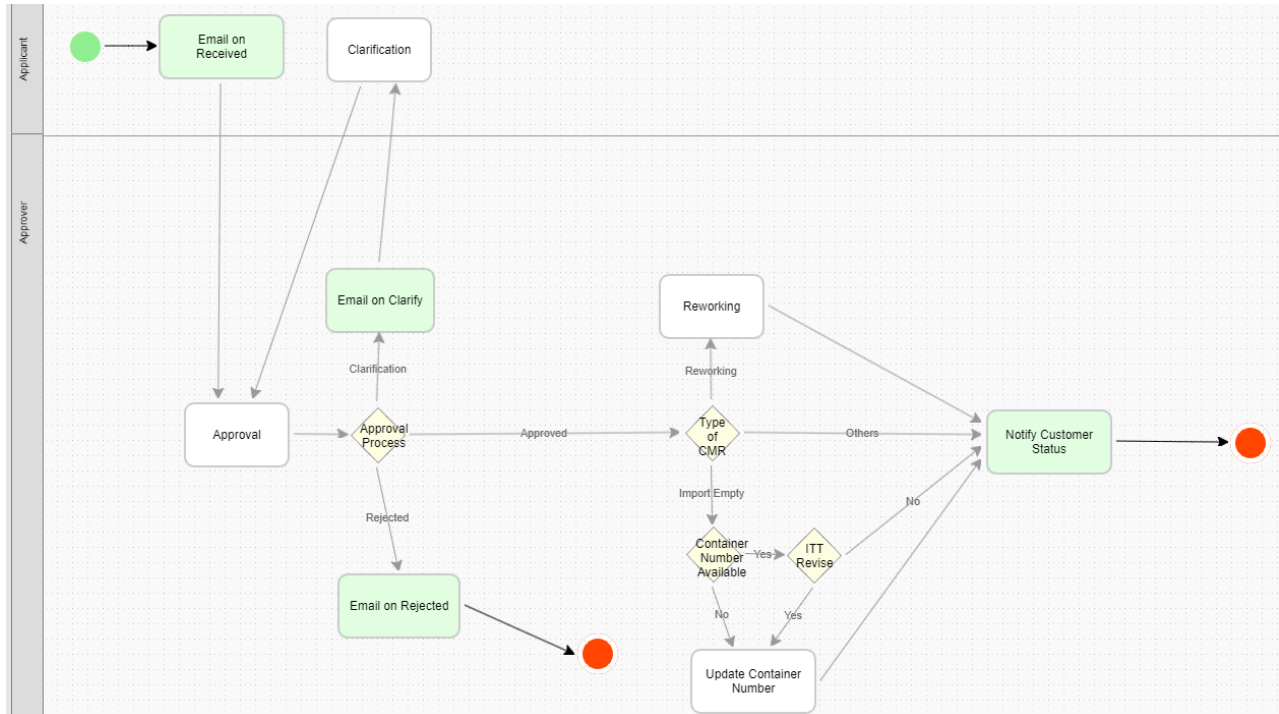 Applicant
Email on
Received
Clarification
Approver
Email on Clarify
Clarification
Approval
Approval
Process
Approved
Rejected
Email on Rejected
Reworking
Reworking
Type
of
CMR
Others
Notify Customer
Status
Import Empty
Container
Number
Available
Yes
ITT
Revise
No
No
Yes
Update Container
Number